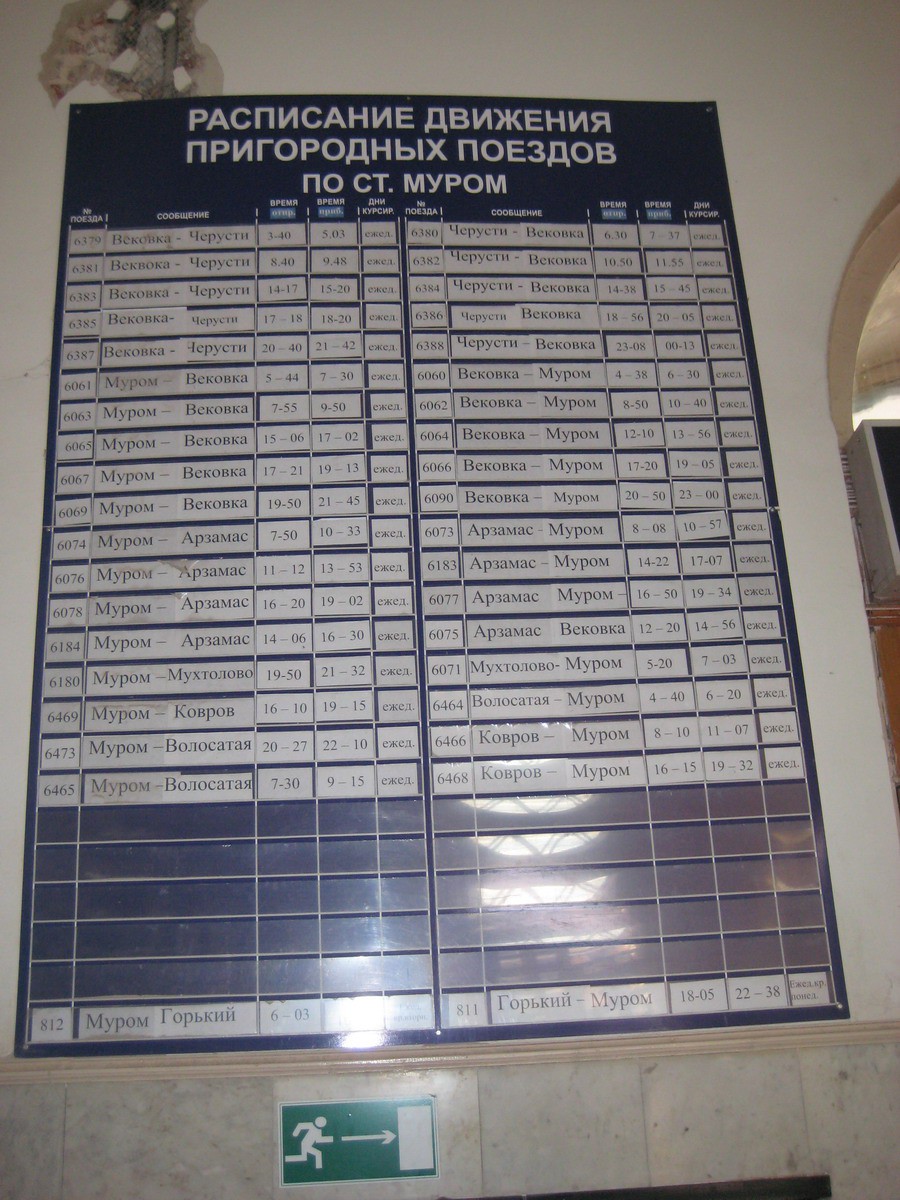 РАСПИСАНИЕ ДВИЖЕНИЯ
ПРИГОРОДНЫХ ПОЕЗДОВ
ПО СТ. МУРОМ
№ ПОЕЗДА СООБЩЕНИЕ ВРЕМЯ отпр. ВРЕМЯ приб. ДНИ КУРСИР. № ПОЕЗДА СООБЩЕНИЕ ВРЕМЯ отпр. ВРЕМЯ приб. ДНИ КУРСИР.
6379 Вековка - Черусти 3-40 5.03 ежед. 6380 Черусти - Вековка 6.30 7 – 37 ежед.
6381 Веквока - Черусти 8.40 9.48 ежед. 6382 Черусти - Вековка 10.50 11.55 ежед.
6383 Вековка - Черусти 14-17 15-20 ежед. 6384 Черусти - Вековка 14-38 15 – 45 ежед.
6385 Вековка- Черусти 17 – 18 18-20 ежед. 6386 Черусти Вековка 18 – 56 20 – 05 ежед.
6387 Вековка - Черусти 20 – 40 21 – 42 ежед. 6388 Черусти – Вековка 23-08 00-13 ежед.
6061 Муром – Вековка 5 – 44 7 – 30 ежед. 6060 Вековка – Муром 4 – 38 6 – 30 ежед.
6063 Муром – Вековка 7-55 9-50 ежед. 6062 Вековка – Муром 8-50 10 – 40 ежед.
6065 Муром – Вековка 15 – 06 17 – 02 ежед. 6064 Вековка – Муром 12-10 13 – 56 ежед.
6067 Муром – Вековка 17 – 21 19 – 13 ежед. 6066 Вековка – Муром 17-20 19 – 05 ежед.
6069 Муром – Вековка 19-50 21 – 45 ежед. 6090 Вековка – Муром 20 – 50 23 – 00 ежед.
6074 Муром – Арзамас 7-50 10 – 33 ежед. 6073 Арзамас - Муром 8 – 08 10 – 57 ежед.
6076 Муром – Арзамас 11 – 12 13 – 53 ежед. 6183 Арзамас – Муром 14-22 17-07 ежед.
6078 Муром – Арзамас 16 – 20 19 – 02 ежед. 6077 Арзамас Муром – 16 – 50 19 – 34 ежед.
6184 Муром – Арзамас 14 – 06 16 – 30 ежед. 6075 Арзамас Вековка 12 – 20 14 – 56 ежед.
6180 Муром –Мухтолово 19-50 21 – 32 ежед. 6071 Мухтолово- Муром 5-20 7 – 03 ежед.
6469 Муром – Ковров 16 – 10 19 – 15 ежед. 6464 Волосатая – Муром 4 – 40 6 – 20 ежед.
6473 Муром –Волосатая 20 – 27 22 – 10 ежед. 6466 Ковров – Муром 8 – 10 11 – 07 ежед.
6465 Муром –Волосатая 7-30 9 – 15 ежед. 6468 Ковров – Муром 16 – 15 19 – 32 ежед.
812 Муром Горький 6 – 03 811 Горький – Муром 18-05 22 – 38 Ежед.кр. понед.